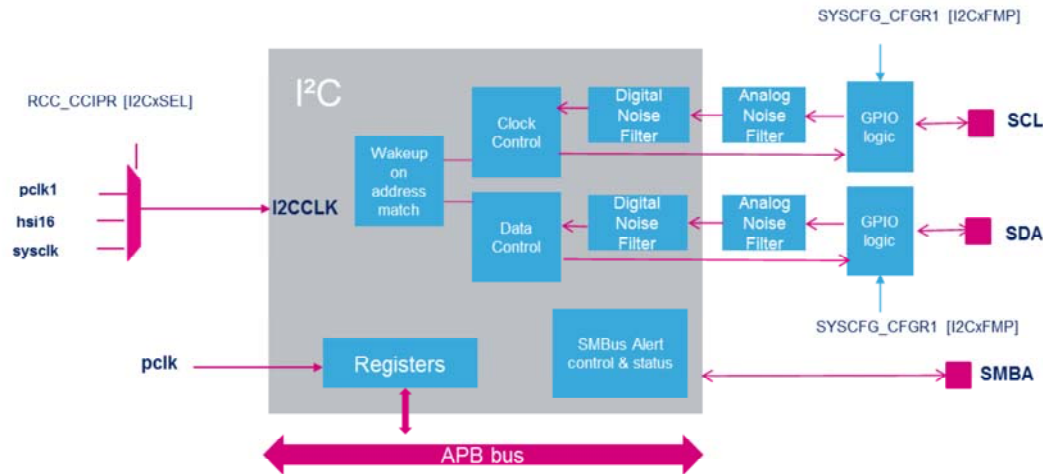 SYSCFG_CFGR1 [I2CxFMP]
RCC_CCIPR [I2CxSEL]
I²C
Clock
Control
Digital
Noise
Filter
Analog
Noise
Filter
GPIO
logic
SCL
Wakeup
on
address
match
pclk1
hsi16
sysclk
I2CCLK
Data
Control
Digital
Noise
Filter
Analog
Noise
Filter
GPIO
logic
SDA
SYSCFG_CFGR1 [I2CxFMP]
SMBus Alert
control & status
pclk
Registers
SMBA
APB bus